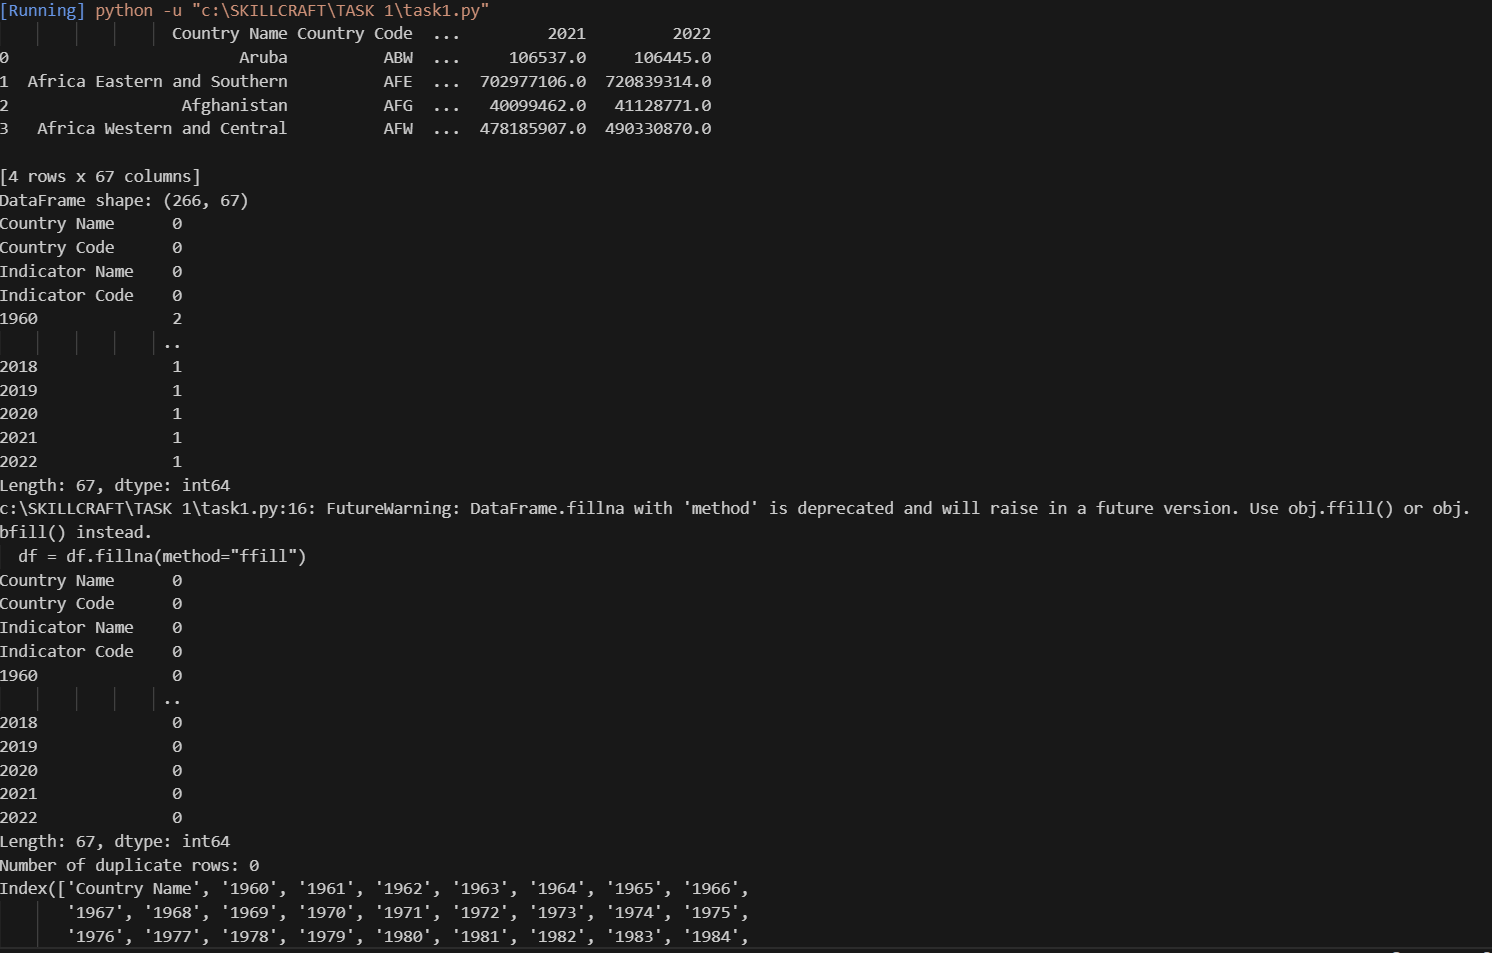 [Running] python -u "c:\SKILLCRAFT\TASK 1\task1.py"
                  Country Name Country Code  ...         2021         2022
0                        Aruba          ABW  ...     106537.0     106445.0
1  Africa Eastern and Southern          AFE  ...  702977106.0  720839314.0
2                  Afghanistan          AFG  ...   40099462.0   41128771.0
3   Africa Western and Central          AFW  ...  478185907.0  490330870.0
[4 rows x 67 columns]
DataFrame shape: (266, 67)
Country Name      0
Country Code      0
Indicator Name    0
Indicator Code    0
1960              2
                 ..
2018              1
2019              1
2020              1
2021              1
2022              1
Length: 67, dtype: int64
c:\SKILLCRAFT\TASK 1\task1.py:16: FutureWarning: DataFrame.fillna with 'method' is deprecated and will raise in a future version. Use obj.ffill() or obj.
bfill() instead.
  df = df.fillna(method="ffill")
Country Name      0
Country Code      0
Indicator Name    0
Indicator Code    0
1960              0
                 ..
2018              0
2019              0
2020              0
2021              0
2022              0
Length: 67, dtype: int64
Number of duplicate rows: 0
Index(['Country Name', '1960', '1961', '1962', '1963', '1964', '1965', '1966',
       '1967', '1968', '1969', '1970', '1971', '1972', '1973', '1974', '1975',
       '1976', '1977', '1978', '1979', '1980', '1981', '1982', '1983', '1984',